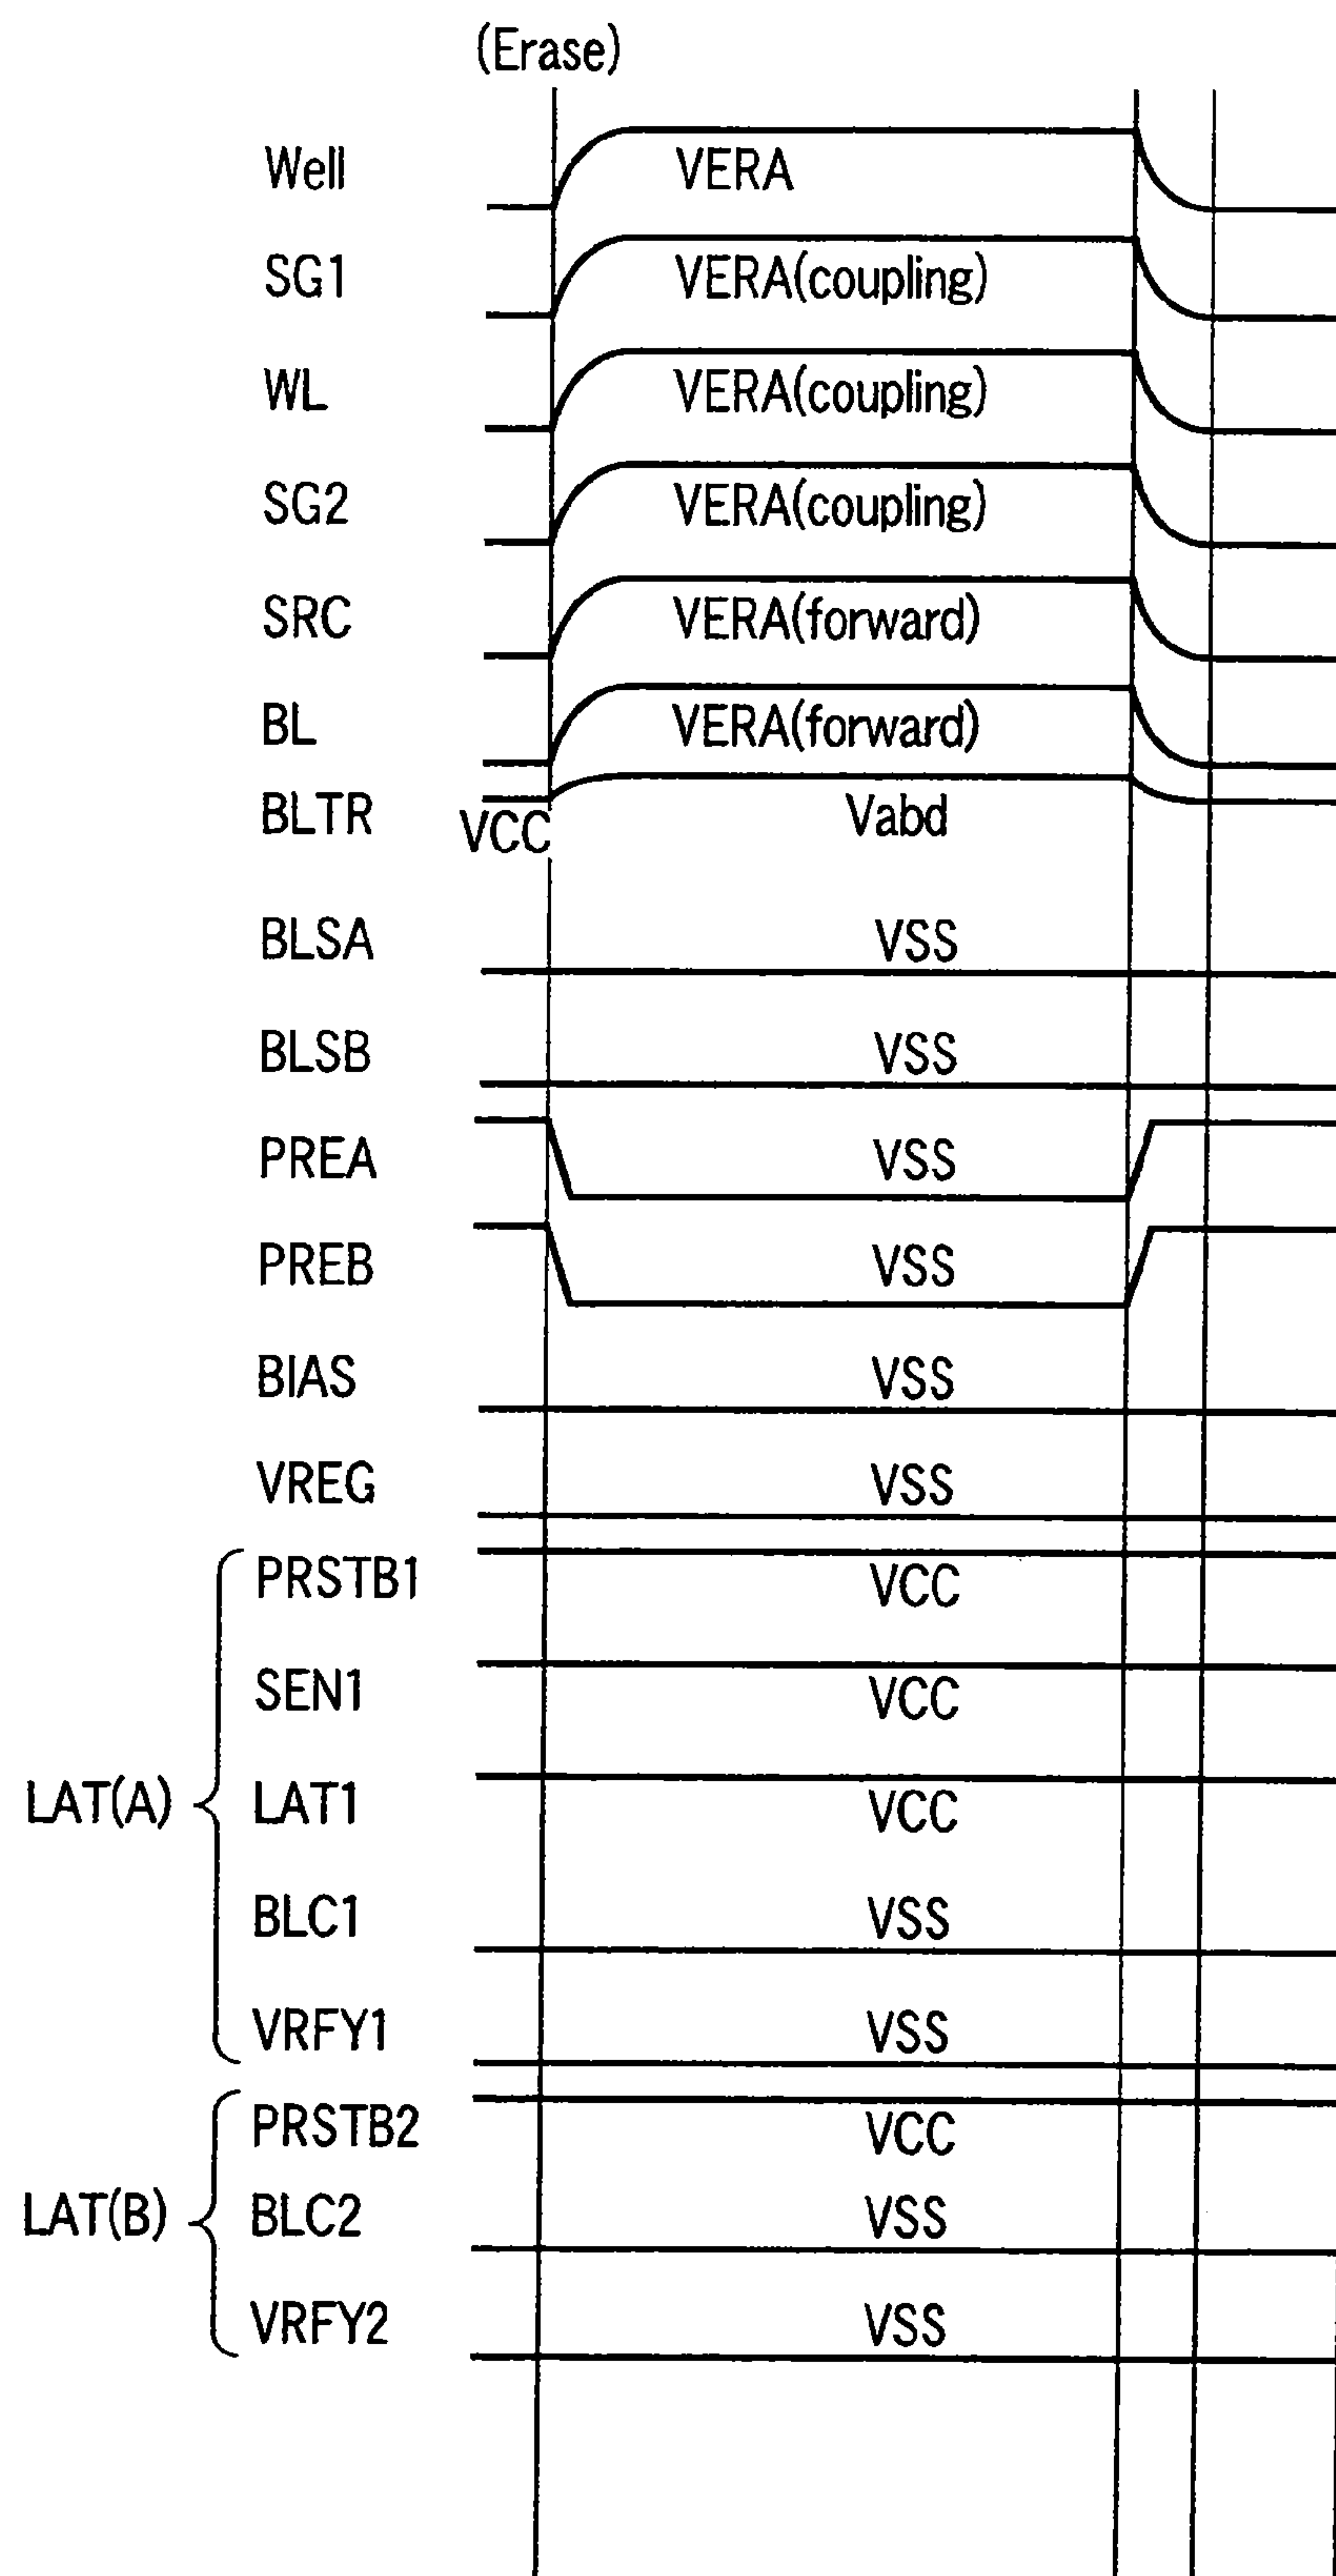 (Erase)
Well VERA
SG1 VERA(coupling)
WL VERA(coupling)
SG2 VERA(coupling)
SRC VERA(forward)
BL VERA(forward)
BLTR VCC Vabd
BLSA VSS
BLSB VSS
PREA VSS
PREB VSS
BIAS VSS
VREG VSS
PRSTB1 VCC
SEN1 VCC
LAT(A) LAT1 VCC
BLC1 VSS
VRFY1 VSS
PRSTB2 VCC
LAT(B) BLC2 VSS
VRFY2 VSS